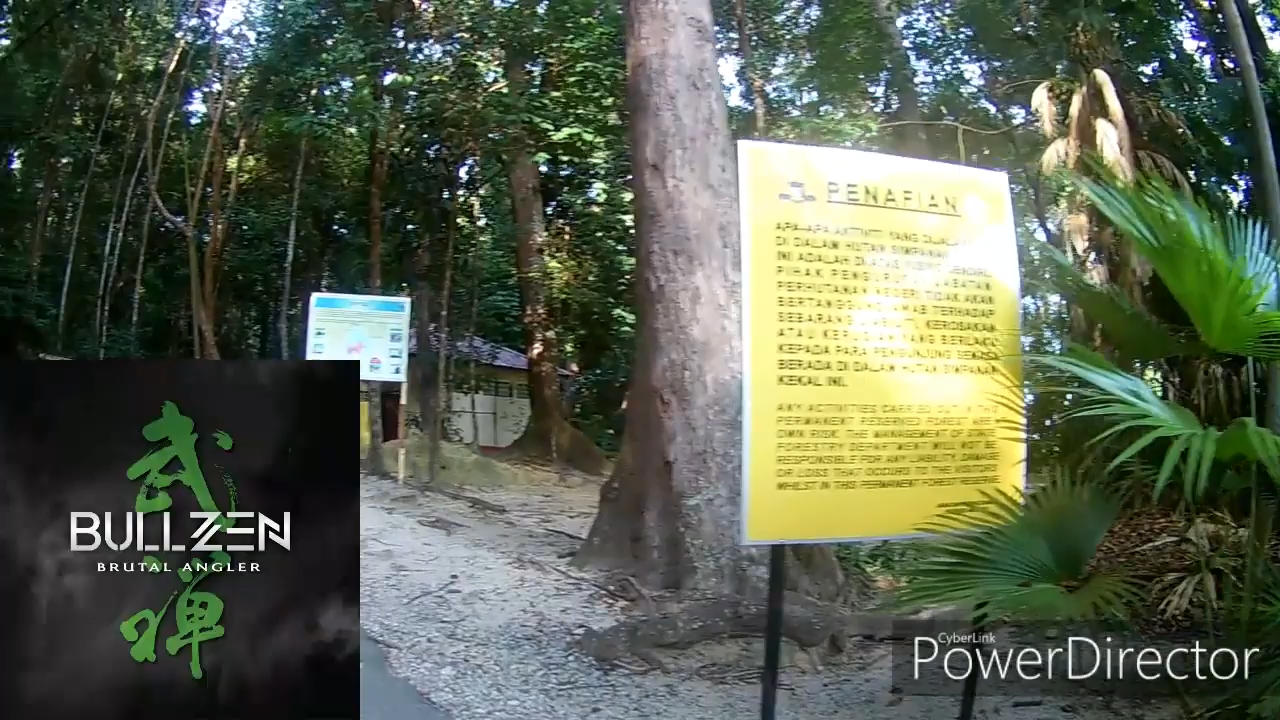 PENAFIAN
APA-APA AKTIVITI YANG DIJALANKAN
DI DALAM HUTAN SIMPANAN
INI ADALAH DI ATAS RISIKO SENDIRI.
PIHAK PENGURUSAN JABATAN
PERHUTANAN NEGERI TIDAK AKAN
BERTANGGUNGJAWAB TERHADAP
SEBARANG LIABILITI, KEROSAKAN
ATAU KEHILANGAN YANG BERLAKU
KEPADA PARA PENGUNJUNG SEMASA
BERADA DI DALAM HUTAN SIMPANAN
KEKAL INI.
ANY ACTIVITIES CARRIED OUT IN THIS
PERMANENT RESERVED FOREST ARE
OWN RISK. THE MANAGEMENT OF STATE
FORESTRY DEPARTMENT WILL NOT BE
RESPONSIBLE FOR ANY LIABILITY, DAMAGE
OR LOSS THAT OCCURS TO THE VISITORS
WHILST IN THIS PERMANENT FOREST RESERVE
武
BULLZEN
BRUTAL ANGLER
禅
CyberLink
PowerDirector